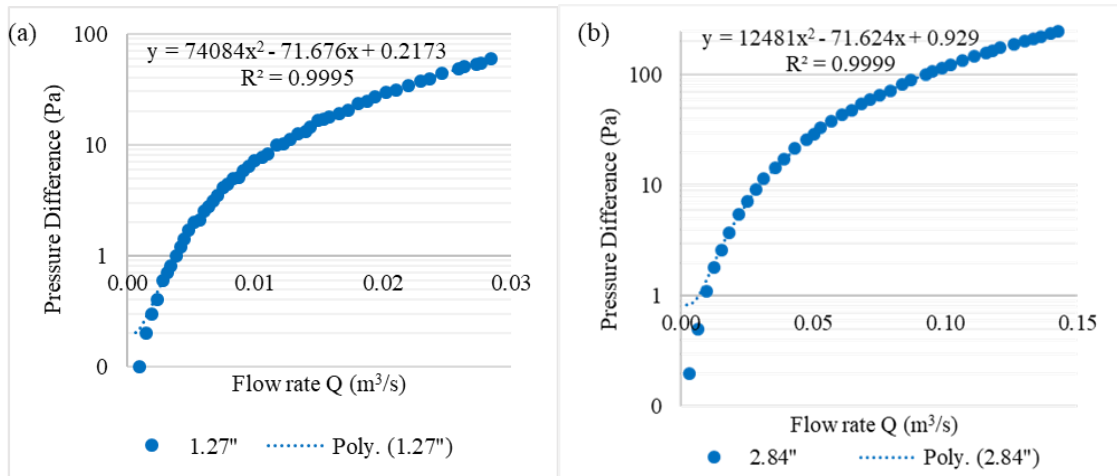 (a)
y = 74084x² - 71.676x + 0.2173
R² = 0.9995
Pressure Difference (Pa)
100
10
1
0
0.00
0.01
0.02
0.03
Flow rate Q (m³/s)
1.27"
Poly. (1.27")
(b)
y = 12481x² - 71.624x + 0.929
R² = 0.9999
Pressure Difference (Pa)
100
10
1
0
0.00
0.05
0.10
0.15
Flow rate Q (m³/s)
2.84"
Poly. (2.84")